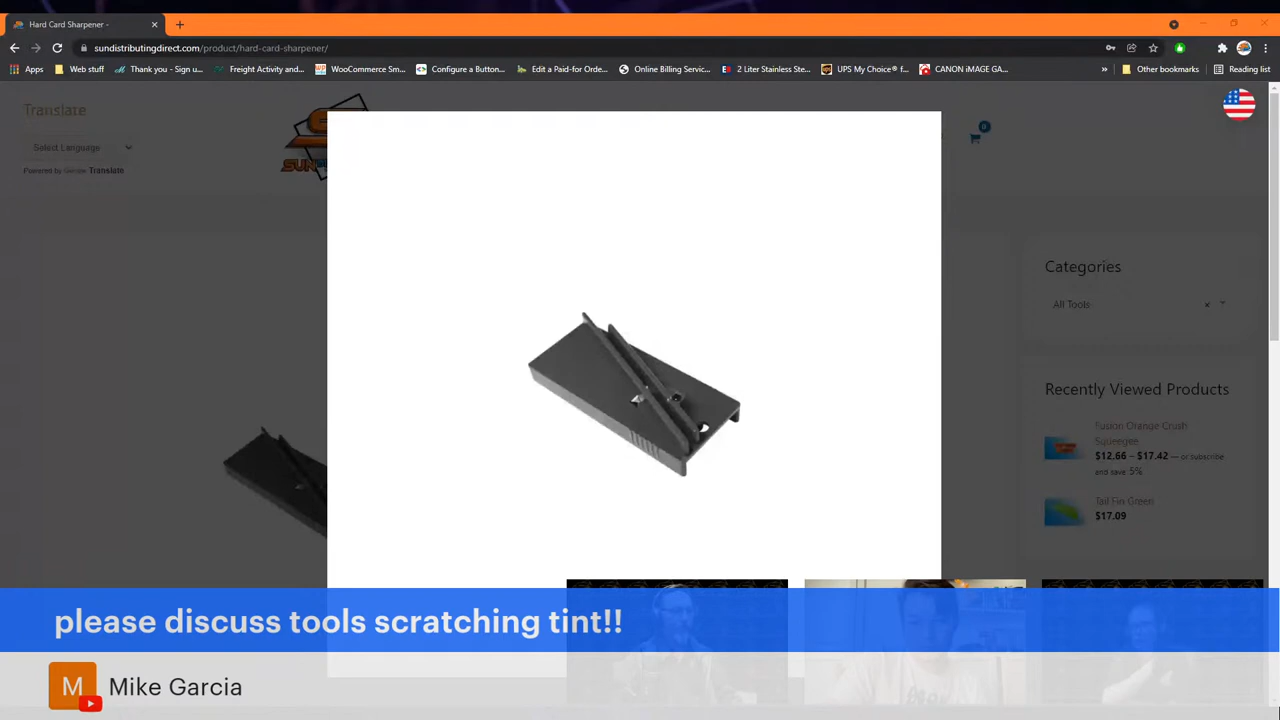 Hard Card Sharpener -
sundistributingdirect.com/product/hard-card-sharpener/
Apps
Web stuff
Thank you - Sign u...
Freight Activity and...
WooCommerce Sm...
Configure a Button...
Edit a Paid-for Orde...
Online Billing Servic...
2 Liter Stainless Ste...
UPS My Choice® f...
CANON iMAGE GA...
»
Other bookmarks
Reading list
Translate
Select Language
Powered by Google Translate
SUN
0
Categories
All Tools
×
Recently Viewed Products
Fusion Orange Crush
Squeegee
$12.66 – $17.42 — or subscribe
and save 5%
Tail Fin Green
$17.09
please discuss tools scratching tint!!
M
Mike Garcia